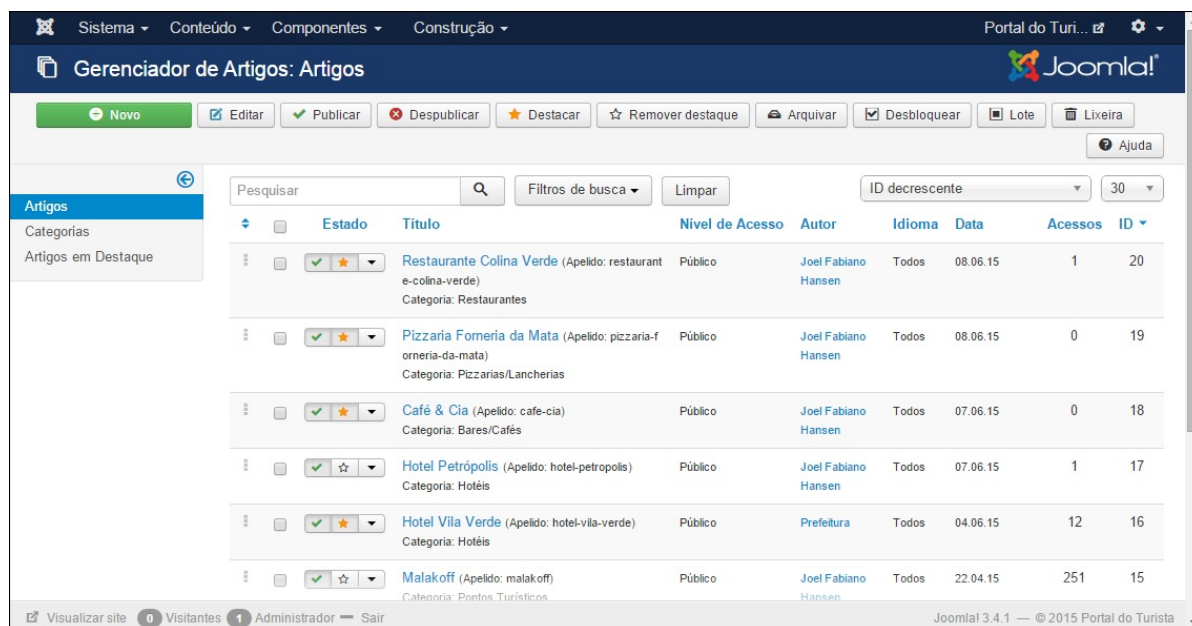 Sistema Conteúdo Componentes Construção Portal do Turi...
Gerenciador de Artigos: Artigos Joomla!
Novo Editar Publicar Despublicar Destacar Remover destaque Arquivar Desbloquear Lote Lixeira
Ajuda
Pesquisar Filtros de busca Limpar ID decrescente 30
Artigos
Categorias
Artigos em Destaque
Estado Título Nível de Acesso Autor Idioma Data Acessos ID
Restaurante Colina Verde (Apelido: restaurant Público Joel Fabiano Todos 08.06.15 1 20
e-colina-verde) Hansen
Categoria: Restaurantes
Pizzaria Forneria da Mata (Apelido: pizzaria-f Público Joel Fabiano Todos 08.06.15 0 19
orneria-da-mata) Hansen
Categoria: Pizzarias/Lancherias
Café & Cia (Apelido: cafe-cia) Público Joel Fabiano Todos 07.06.15 0 18
Categoria: Bares/Cafés Hansen
Hotel Petrópolis (Apelido: hotel-petropolis) Público Joel Fabiano Todos 07.06.15 1 17
Categoria: Hotéis Hansen
Hotel Vila Verde (Apelido: hotel-vila-verde) Público Prefeitura Todos 04.06.15 12 16
Categoria: Hotéis
Malakoff (Apelido: malakoff) Público Joel Fabiano Todos 22.04.15 251 15
Categoria: Pontos Turísticos Hansen
Visualizar site 0 Visitantes 1 Administrador Sair Joomla! 3.4.1 — © 2015 Portal do Turista